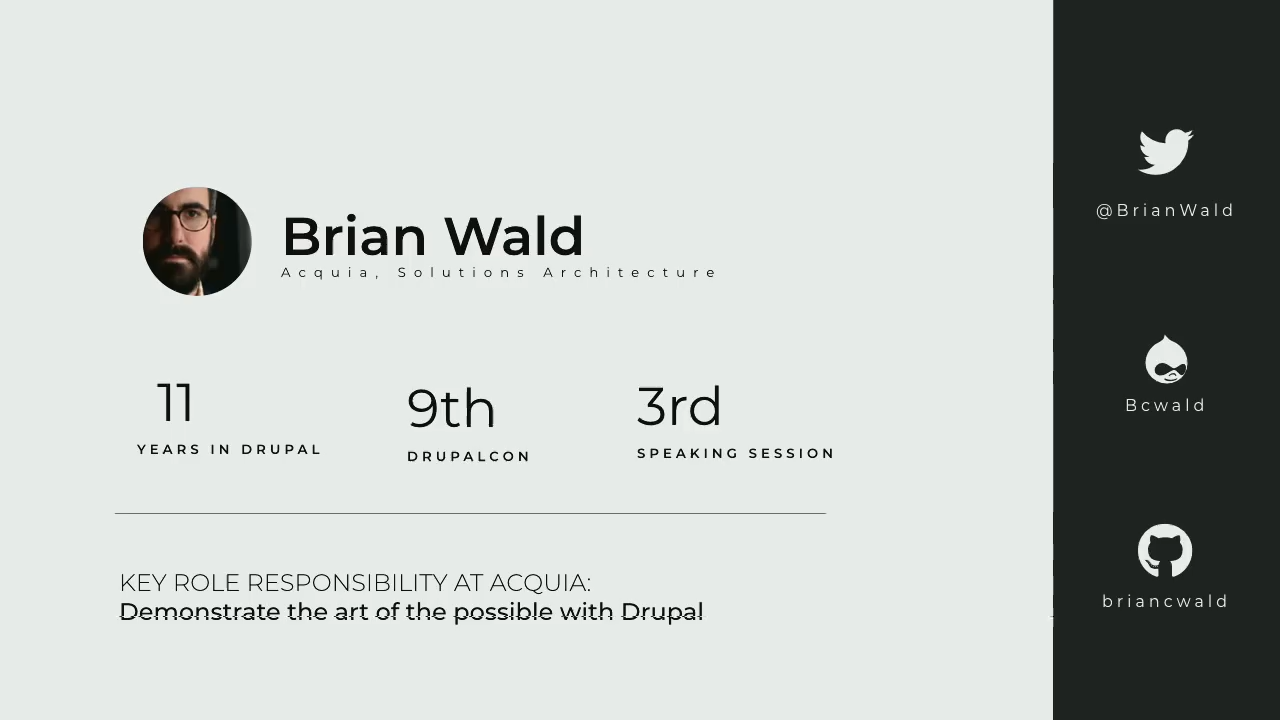 Brian Wald
Acquia, Solutions Architecture
11
YEARS IN DRUPAL
9th
DRUPALCON
3rd
SPEAKING SESSION
KEY ROLE RESPONSIBILITY AT ACQUIA:
Demonstrate the art of the possible with Drupal
@BrianWald
Bcwald
briancwald